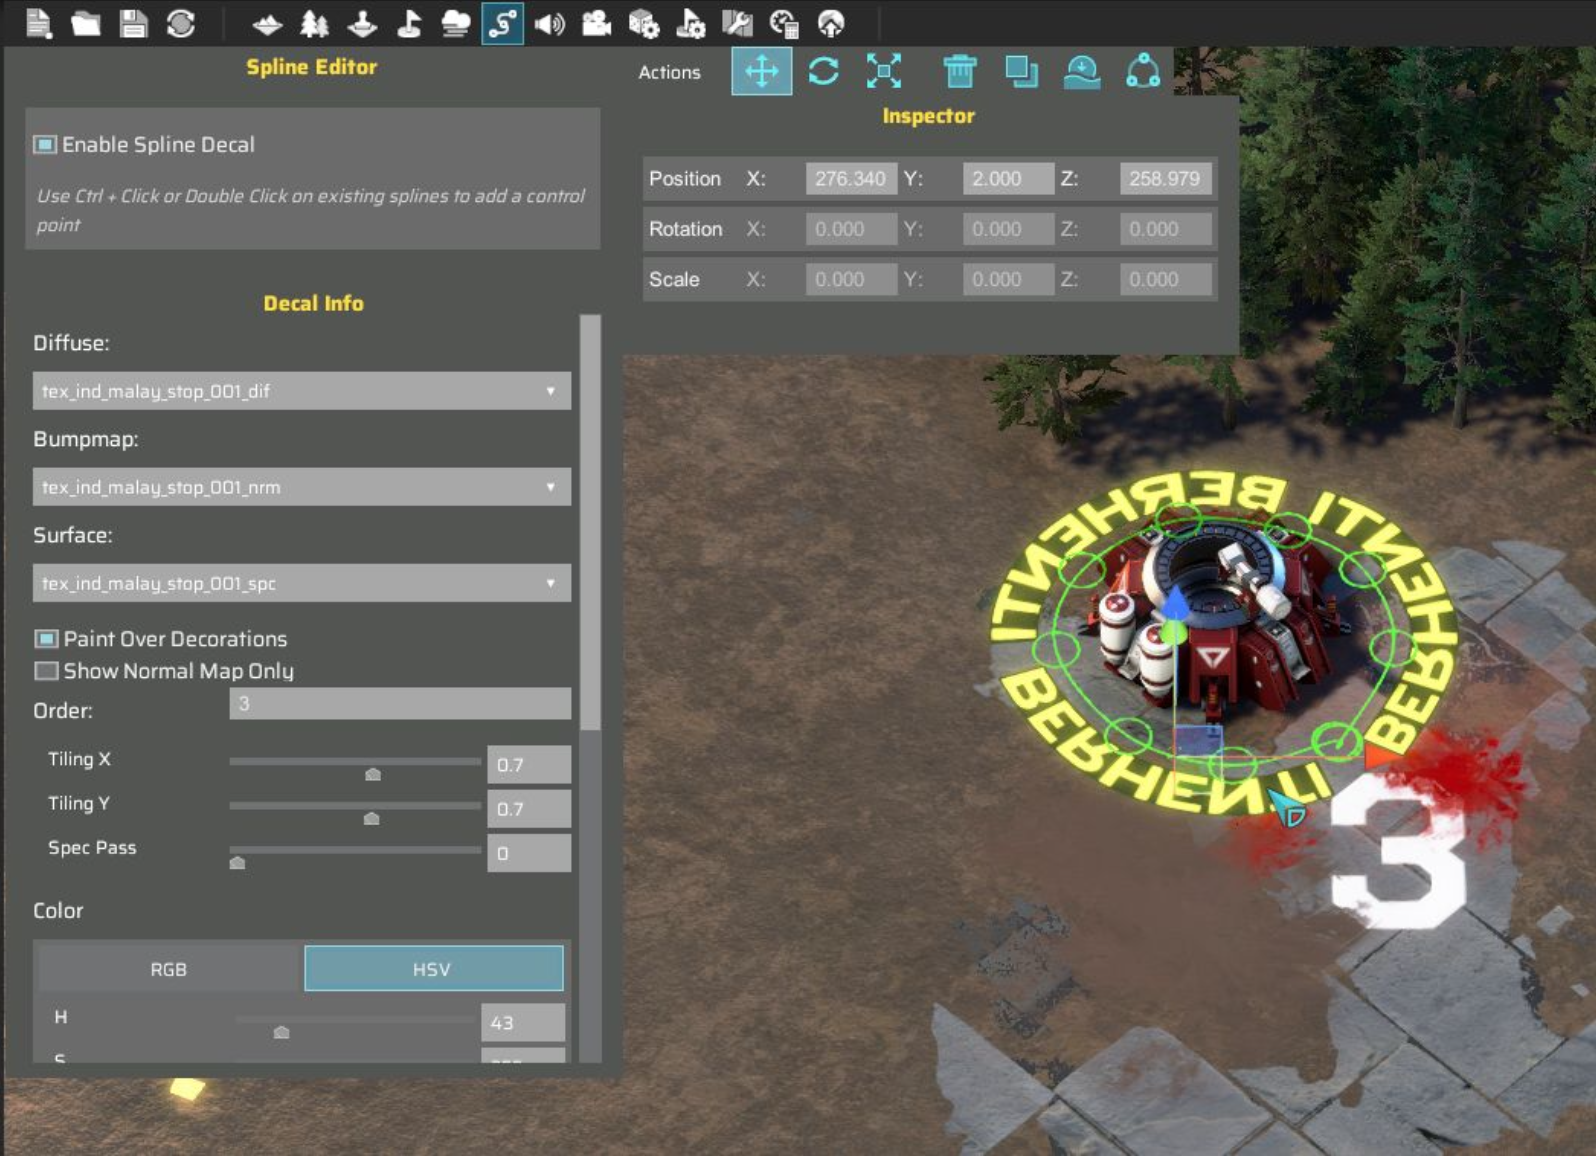 Spline Editor
Actions
Inspector
Enable Spline Decal
Use Ctrl + Click or Double Click on existing splines to add a control
point
Position X: 276.340 Y: 2.000 Z: 258.979
Rotation X: 0.000 Y: 0.000 Z: 0.000
Scale X: 0.000 Y: 0.000 Z: 0.000
Decal Info
Diffuse:
tex_ind_malay_stop_001_dif
Bumpmap:
tex_ind_malay_stop_001_nrm
Surface:
tex_ind_malay_stop_001_spc
Paint Over Decorations
Show Normal Map Only
Order: 3
Tiling X 0.7
Tiling Y 0.7
Spec Pass 0
Color
RGB HSV
H 43
S
BERHENTI BERHENTI BERHENTI BERHENTI
3